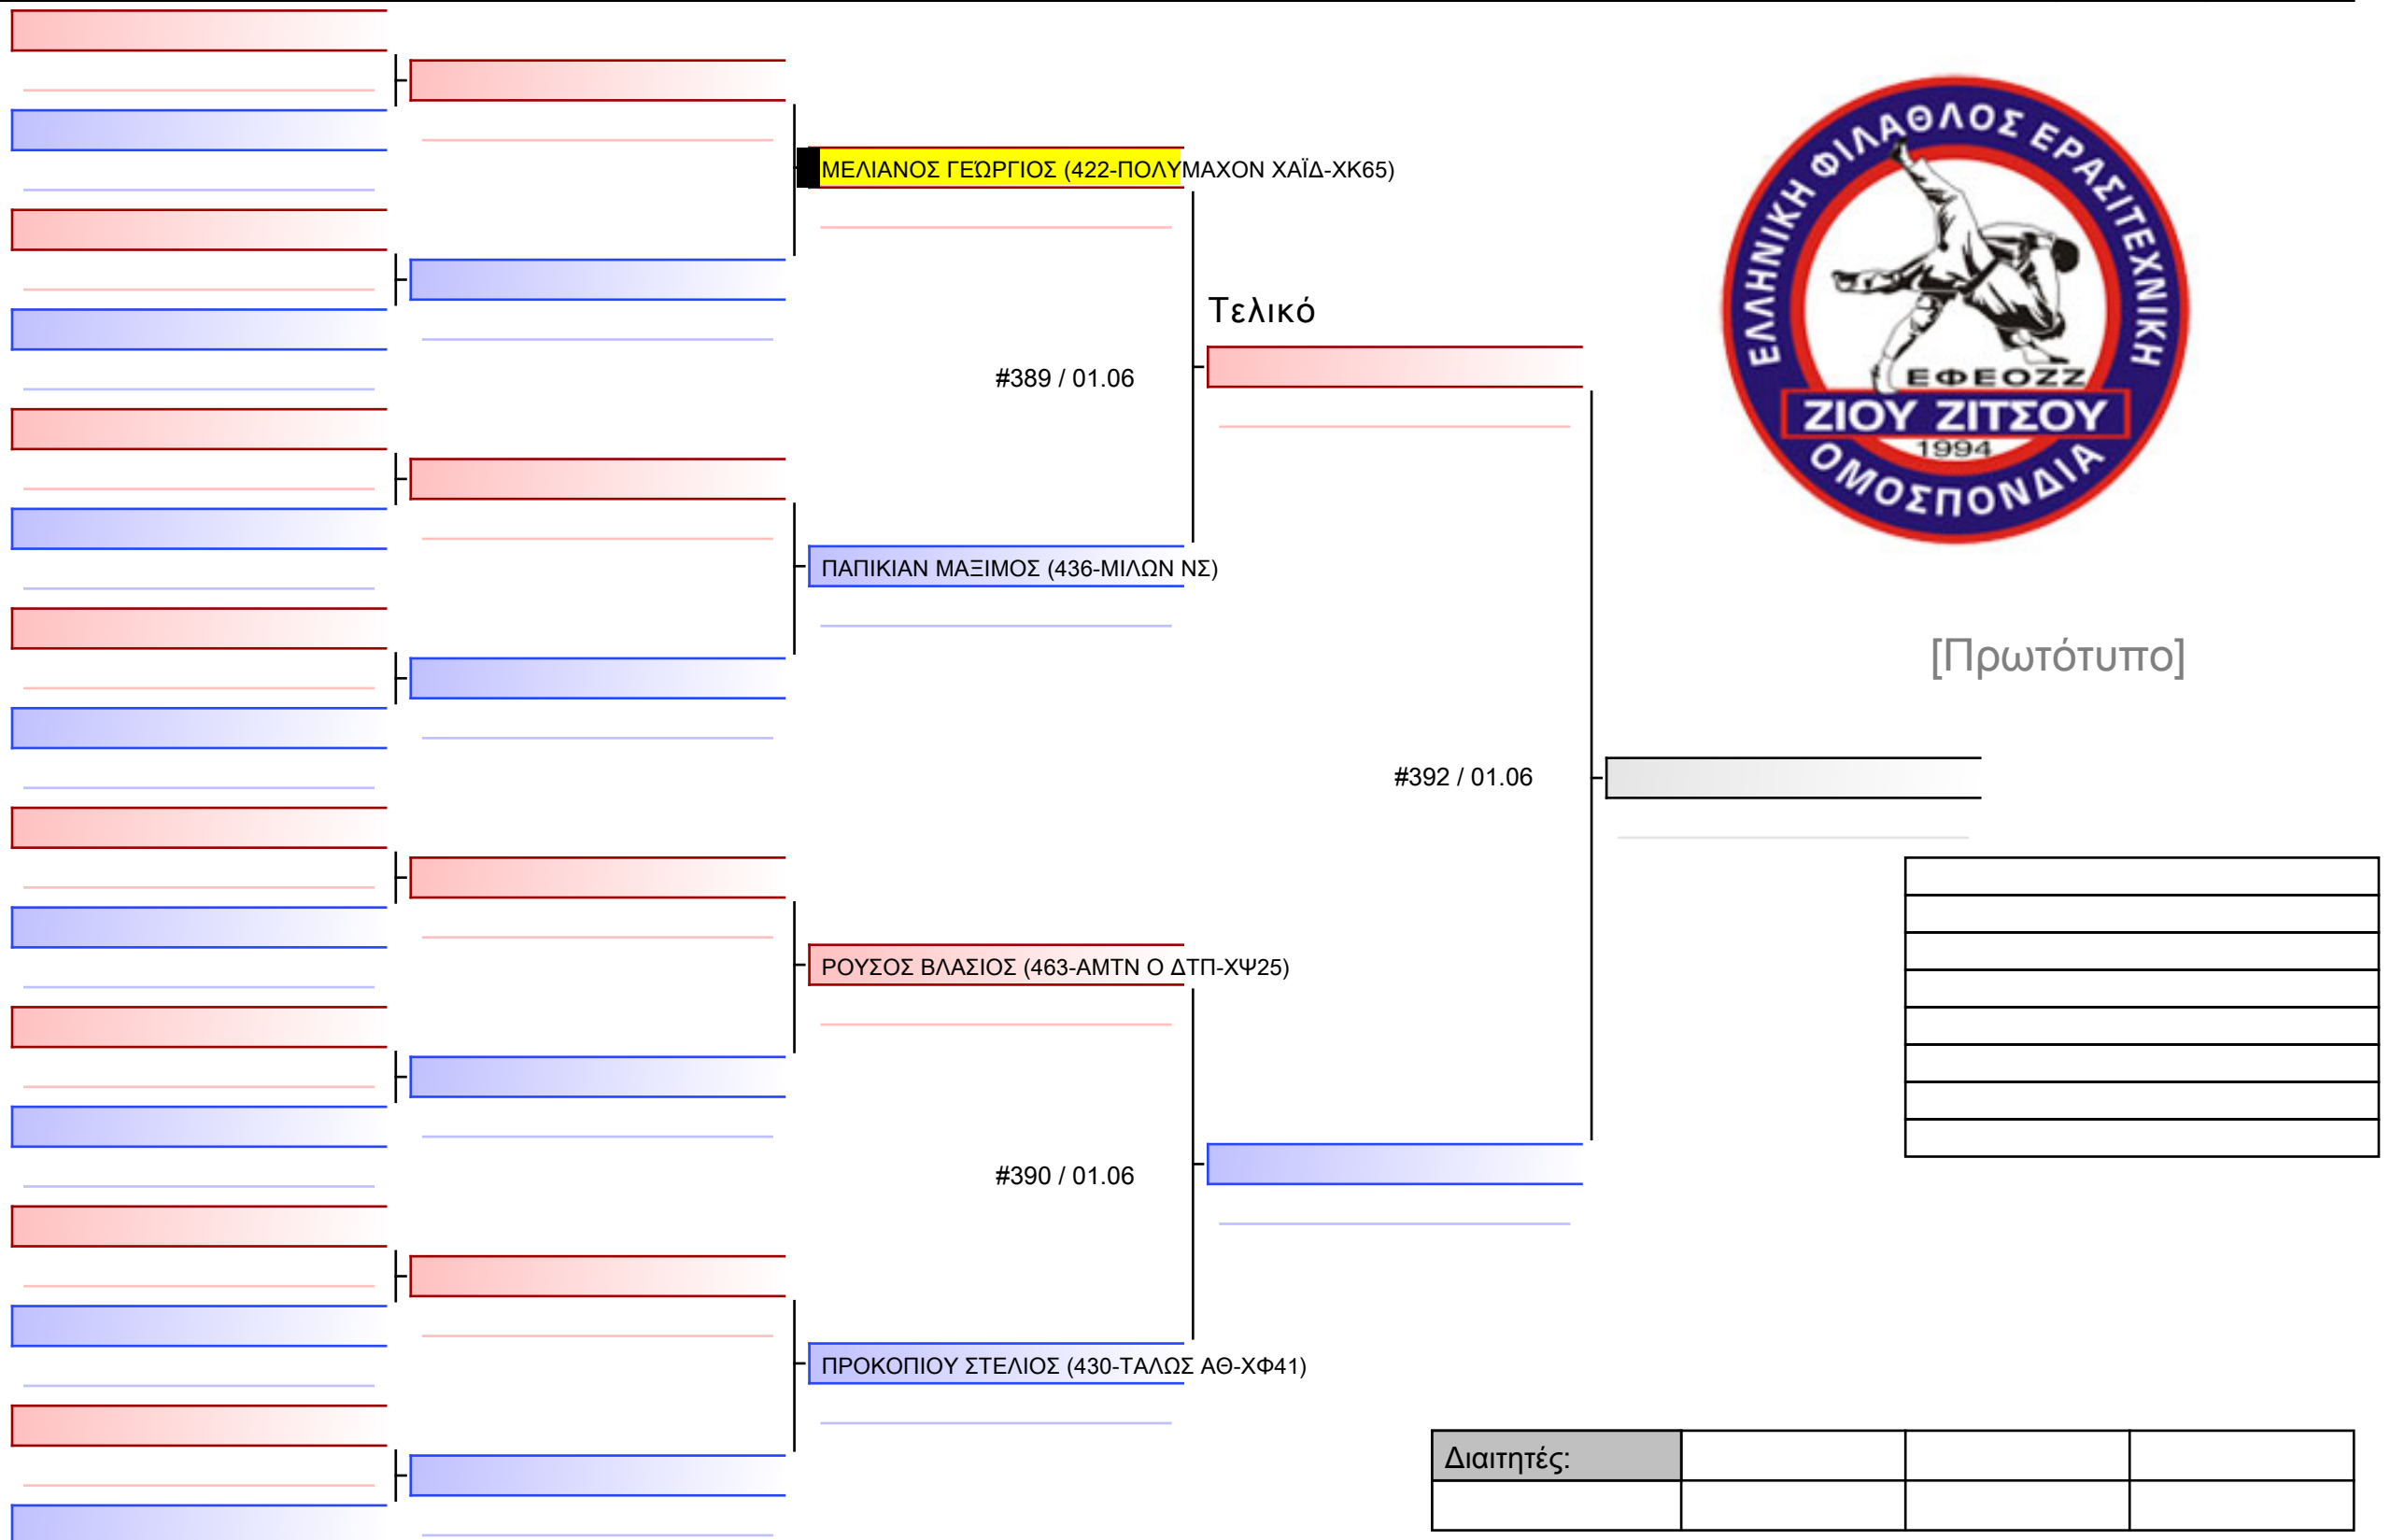 ΜΕΛΙΑΝΟΣ ΓΕΏΡΓΙΟΣ (422-ΠΟΛΥΜΑΧΟΝ ΧΑΪΔ-ΧΚ65)
Τελικό
#389 / 01.06
ΠΑΠΙΚΙΑΝ ΜΑΞΙΜΟΣ (436-ΜΙΛΩΝ ΝΣ)
ΕΛΛΗΝΙΚΗ ΦΙΛΑΘΛΟΣ ΕΡΑΣΙΤΕΧΝΙΚΗ
ΕΦΕΟΖΖ
ΖΙΟΥ ΖΙΤΣΟΥ
1994
ΟΜΟΣΠΟΝΔΙΑ
[Πρωτότυπο]
#392 / 01.06
ΡΟΥΣΟΣ ΒΛΑΣΙΟΣ (463-ΑΜΤΝ Ο ΔΤΠ-ΧΨ25)
#390 / 01.06
ΠΡΟΚΟΠΙΟΥ ΣΤΕΛΙΟΣ (430-ΤΑΛΩΣ ΑΘ-ΧΦ41)
Διαιτητές: